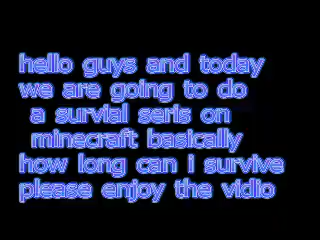 hello guys and today
we are going to do
a survial seris on
minecraft basically
how long can i survive
please enjoy the vidio